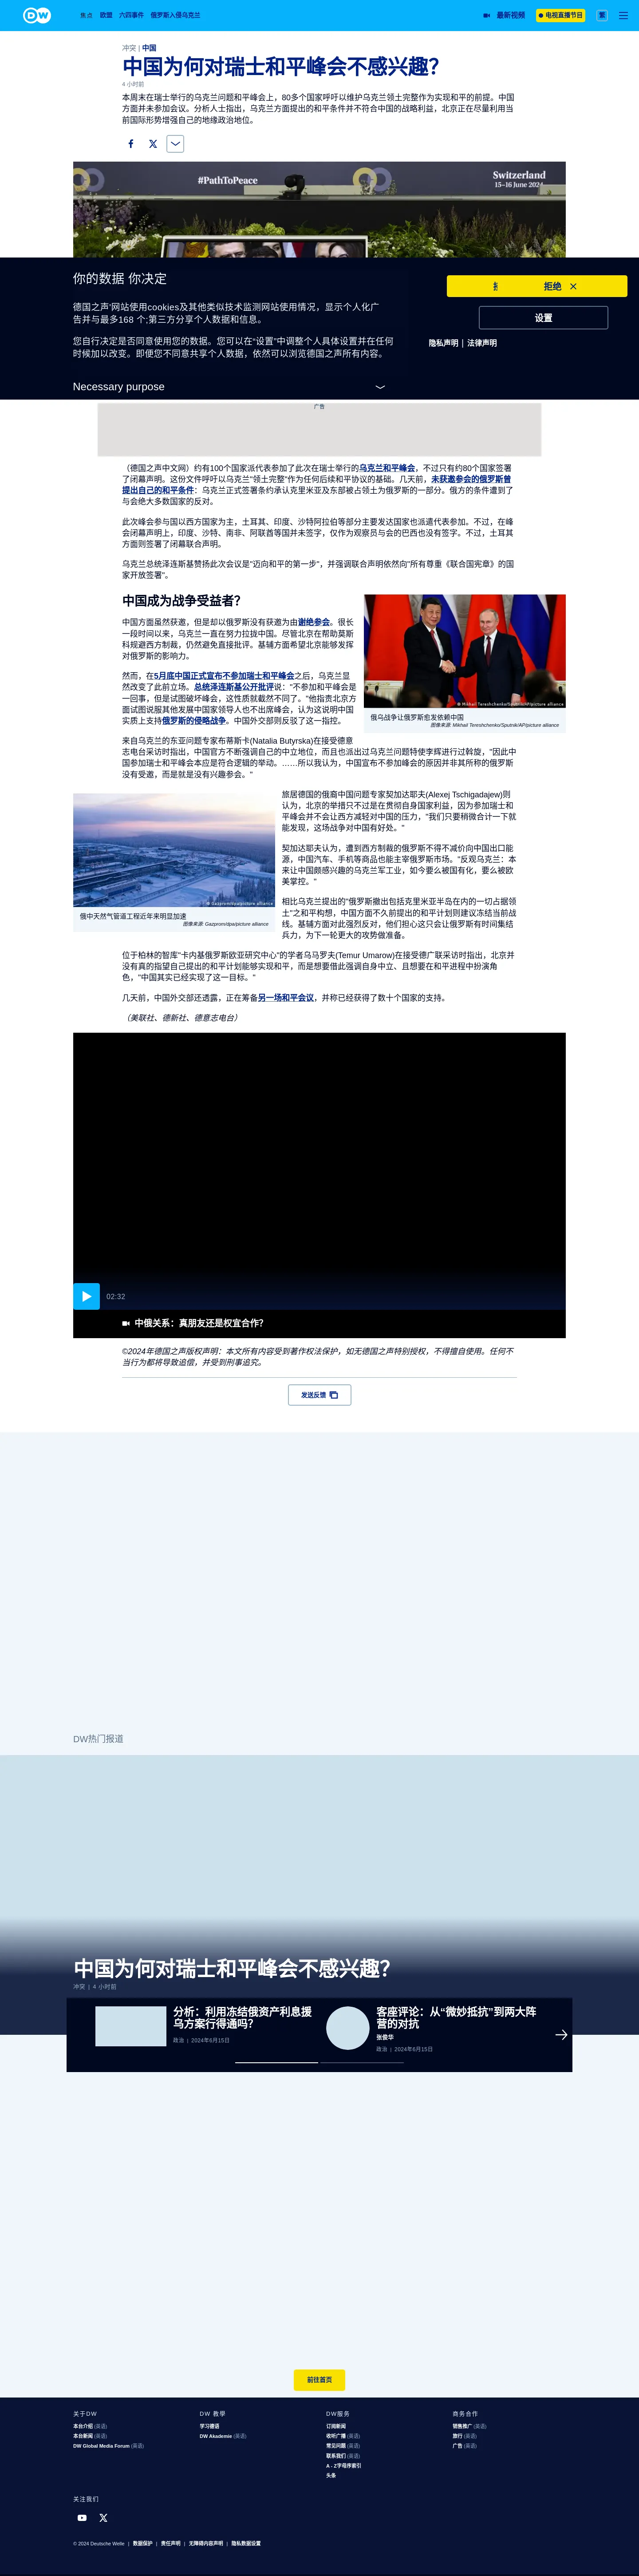 DW
焦点 欧盟 六四事件 俄罗斯入侵乌克兰
最新视频 电视直播节目 繁
冲突 | 中国
中国为何对瑞士和平峰会不感兴趣？
4 小时前
本周末在瑞士举行的乌克兰问题和平峰会上，80多个国家呼吁以维护乌克兰领土完整作为实现和平的前提。中国
方面并未参加会议。分析人士指出，乌克兰方面提出的和平条件并不符合中国的战略利益，北京正在尽量利用当
前国际形势增强自己的地缘政治地位。
#PathToPeace
Switzerland
15–16 June 2024
你的数据 你决定
德国之声'网站使用cookies及其他类似技术监测网站使用情况，显示个人化广
告并与最多168 个;第三方分享个人数据和信息。
您自行决定是否同意使用您的数据。您可以在“设置”中调整个人具体设置并在任何
时候加以改变。即便您不同意共享个人数据，依然可以浏览德国之声所有内容。
Necessary purpose
拒绝
设置
隐私声明 | 法律声明
广告
（德国之声中文网）约有100个国家派代表参加了此次在瑞士举行的乌克兰和平峰会，不过只有约80个国家签署
了闭幕声明。这份文件呼吁以乌克兰“领土完整”作为任何后续和平协议的基础。几天前，未获邀参会的俄罗斯曾
提出自己的和平条件：乌克兰正式签署条约承认克里米亚及东部被占领土为俄罗斯的一部分。俄方的条件遭到了
与会绝大多数国家的反对。
此次峰会参与国以西方国家为主，土耳其、印度、沙特阿拉伯等部分主要发达国家也派遣代表参加。不过，在峰
会闭幕声明上，印度、沙特、南非、阿联酋等国并未签字，仅作为观察员与会的巴西也没有签字。不过，土耳其
方面则签署了闭幕联合声明。
乌克兰总统泽连斯基赞扬此次会议是“迈向和平的第一步”，并强调联合声明依然向“所有尊重《联合国宪章》的国
家开放签署”。
中国成为战争受益者？
中国方面虽然获邀，但是却以俄罗斯没有获邀为由谢绝参会。很长
一段时间以来，乌克兰一直在努力拉拢中国。尽管北京在帮助莫斯
科规避西方制裁，仍然避免直接批评。基辅方面希望北京能够发挥
对俄罗斯的影响力。
© Mikhail Tereshchenko/Sputnik/AP/picture alliance
俄乌战争让俄罗斯愈发依赖中国
图像来源: Mikhail Tereshchenko/Sputnik/AP/picture alliance
然而，在5月底中国正式宣布不参加瑞士和平峰会之后，乌克兰显
然改变了此前立场。总统泽连斯基公开批评说：“不参加和平峰会是
一回事，但是试图破坏峰会，这性质就截然不同了。”他指责北京方
面试图说服其他发展中国家领导人也不出席峰会，认为这说明中国
实质上支持俄罗斯的侵略战争。中国外交部则反驳了这一指控。
来自乌克兰的东亚问题专家布蒂斯卡(Natalia Butyrska)在接受德意
志电台采访时指出，中国官方不断强调自己的中立地位，而且也派出过乌克兰问题特使李辉进行过斡旋，“因此中
国参加瑞士和平峰会本应是符合逻辑的举动。……所以我认为，中国宣布不参加峰会的原因并非其所称的俄罗斯
没有受邀，而是就是没有兴趣参会。”
© Gazprom/dpa/picture alliance
俄中天然气管道工程近年来明显加速
图像来源: Gazprom/dpa/picture alliance
旅居德国的俄裔中国问题专家契加达耶夫(Alexej Tschigadajew)则
认为，北京的举措只不过是在贯彻自身国家利益，因为参加瑞士和
平峰会并不会让西方减轻对中国的压力，“我们只要稍微合计一下就
能发现，这场战争对中国有好处。”
契加达耶夫认为，遭到西方制裁的俄罗斯不得不减价向中国出口能
源，中国汽车、手机等商品也能主宰俄罗斯市场。“反观乌克兰：本
来让中国颇感兴趣的乌克兰军工业，如今要么被国有化，要么被欧
美掌控。”
相比乌克兰提出的“俄罗斯撤出包括克里米亚半岛在内的一切占据领
土”之和平构想，中国方面不久前提出的和平计划则建议冻结当前战
线。基辅方面对此强烈反对，他们担心这只会让俄罗斯有时间集结
兵力，为下一轮更大的攻势做准备。
位于柏林的智库“卡内基俄罗斯欧亚研究中心”的学者乌马罗夫(Temur Umarow)在接受德广联采访时指出，北京并
没有真的指望自己提出的和平计划能够实现和平，而是想要借此强调自身中立、且想要在和平进程中扮演角
色，“中国其实已经实现了这一目标。”
几天前，中国外交部还透露，正在筹备另一场和平会议，并称已经获得了数十个国家的支持。
（美联社、德新社、德意志电台）
02:32
中俄关系：真朋友还是权宜合作？
©2024年德国之声版权声明：本文所有内容受到著作权法保护，如无德国之声特别授权，不得擅自使用。任何不
当行为都将导致追偿，并受到刑事追究。
发送反馈
DW热门报道
中国为何对瑞士和平峰会不感兴趣？
冲突 | 4 小时前
分析：利用冻结俄资产利息援
乌方案行得通吗？
政治 | 2024年6月15日
客座评论：从“微妙抵抗”到两大阵
营的对抗
张俊华
政治 | 2024年6月15日
前往首页
关于DW
本台介绍 (英语)
本台新闻 (英语)
DW Global Media Forum (英语)
DW 教學
学习德语
DW Akademie (英语)
DW服务
订阅新闻
收听广播 (英语)
常见问题 (英语)
联系我们 (英语)
A - Z字母序索引
头条
商务合作
销售推广 (英语)
旅行 (英语)
广告 (英语)
关注我们
© 2024 Deutsche Welle | 数据保护 | 责任声明 | 无障碍内容声明 | 隐私数据设置